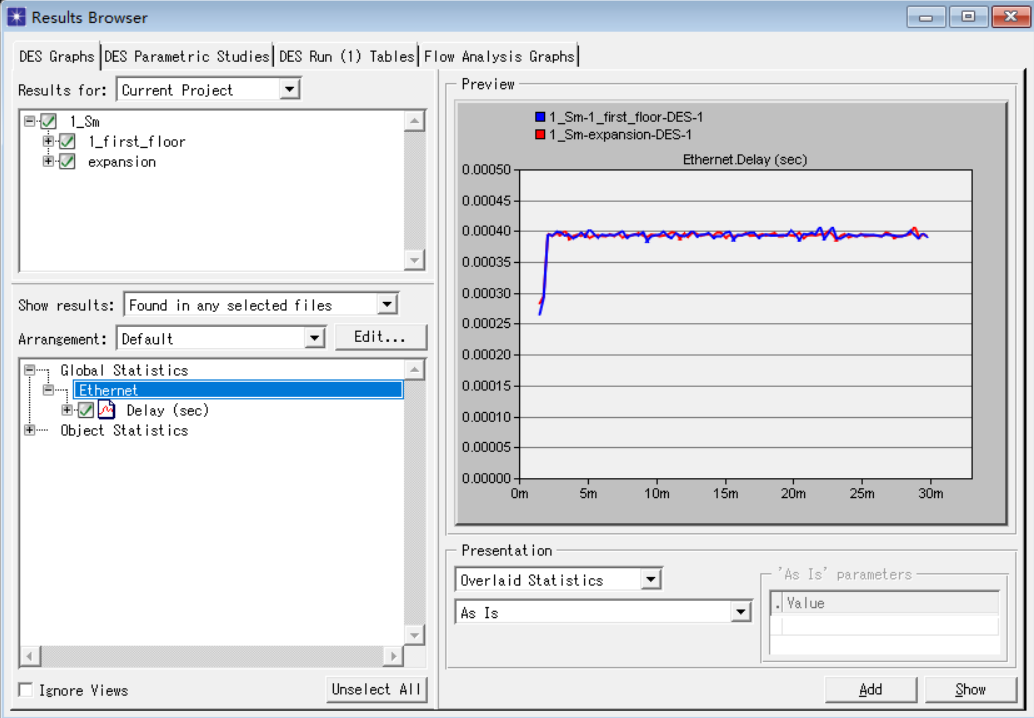 Results Browser
DES Graphs DES Parametric Studies DES Run (1) Tables Flow Analysis Graphs
Results for: Current Project
1_Sm
1_first_floor
expansion
Show results: Found in any selected files
Arrangement: Default Edit...
Global Statistics
Ethernet
Delay (sec)
Object Statistics
Ignore Views Unselect All
Preview
1_Sm-1_first_floor-DES-1
1_Sm-expansion-DES-1
Ethernet.Delay (sec)
0.00050
0.00045
0.00040
0.00035
0.00030
0.00025
0.00020
0.00015
0.00010
0.00005
0.00000
0m 5m 10m 15m 20m 25m 30m
Presentation
Overlaid Statistics
As Is
'As Is' parameters
. Value
Add Show